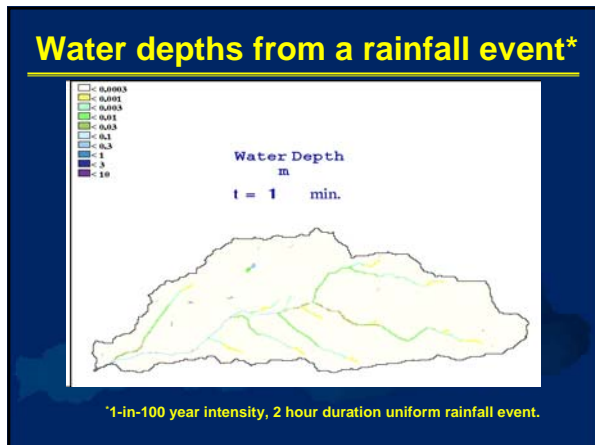 Water depths from a rainfall event*
< 0.0003
< 0.001
< 0.003
< 0.01
< 0.03
< 0.1
< 0.3
< 1
< 3
< 10
Water Depth
m
t = 1 min.
*1-in-100 year intensity, 2 hour duration uniform rainfall event.